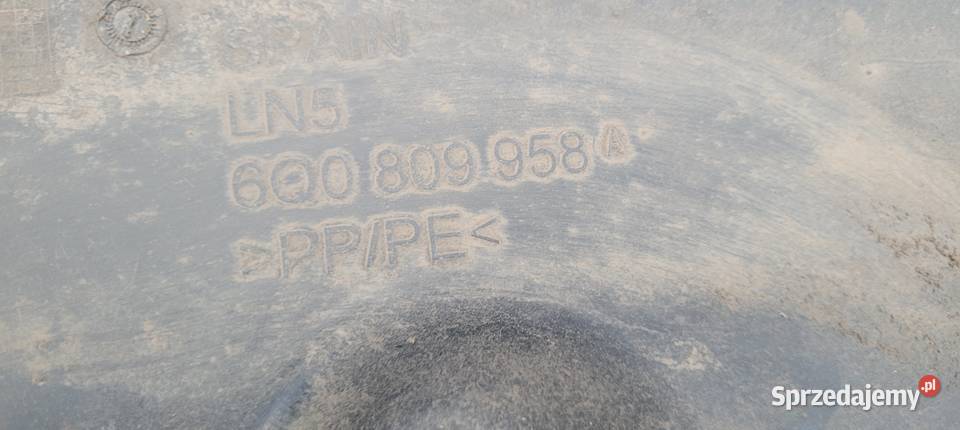 SPAIN
LN5
6Q0 809 958 A
>PP/PE<
Sprzedajemy.pl